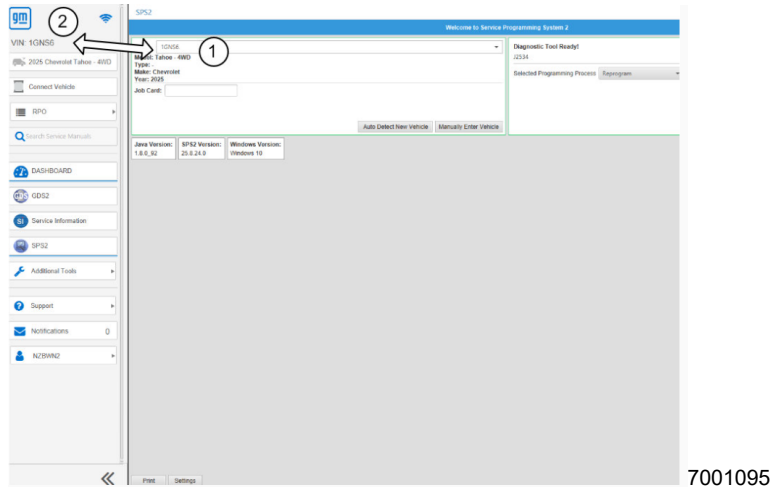 gm
2
VIN: 1GNS6
2025 Chevrolet Tahoe - 4WD
Connect Vehicle
RPO
Search Service Manuals
DASHBOARD
GDS2
SI Service Information
SPS2
Additional Tools
Support
Notifications 0
NZBWN2
SPS2
Welcome to Service Programming System 2
1GNS6
1
Model: Tahoe - 4WD
Type: -
Make: Chevrolet
Year: 2025
Job Card:
Auto Detect New Vehicle Manually Enter Vehicle
Diagnostic Tool Ready!
J2534
Selected Programming Process Reprogram
Java Version: SPS2 Version: Windows Version:
1.8.0_92 25.8.24.0 Windows 10
Print Settings
7001095